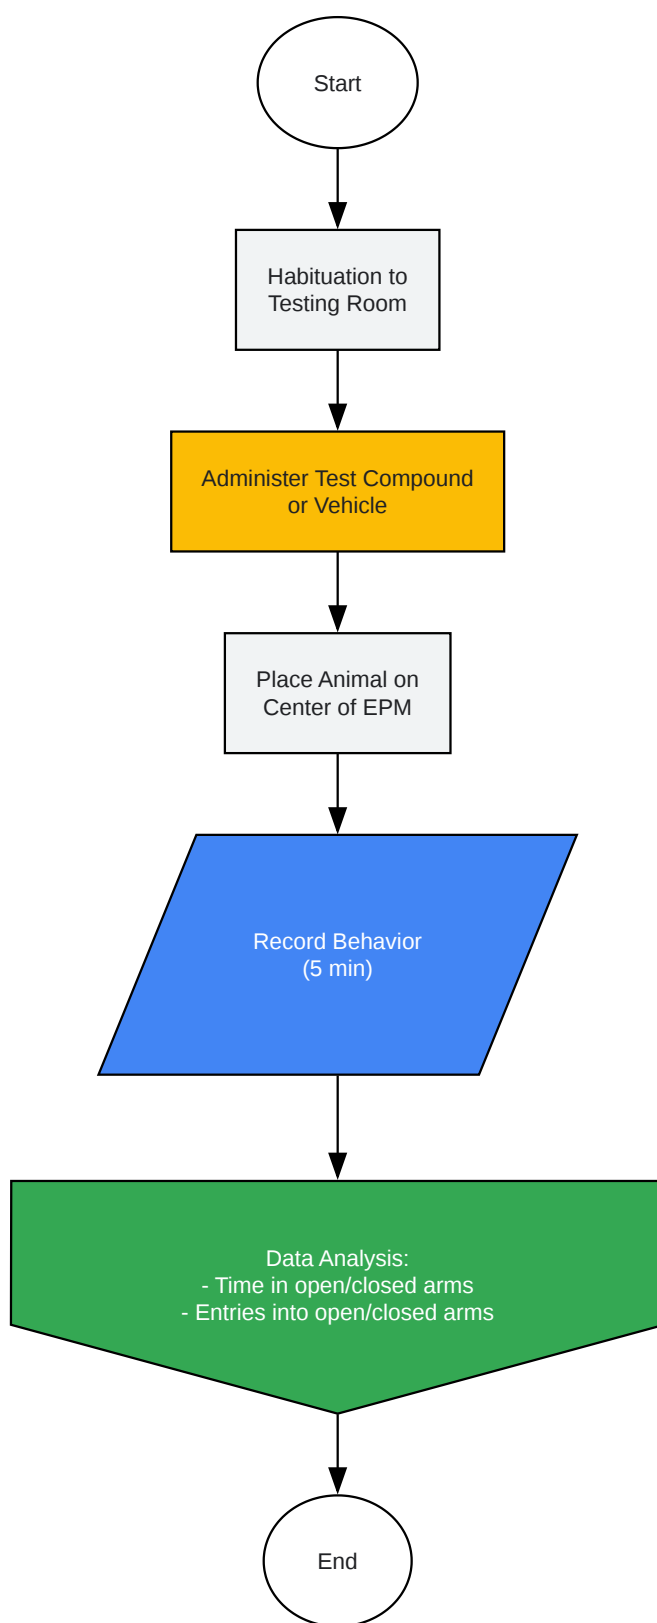 Start
Habituation to
Testing Room
Administer Test Compound
or Vehicle
Place Animal on
Center of EPM
Record Behavior
(5 min)
Data Analysis:
- Time in open/closed arms
- Entries into open/closed arms
End